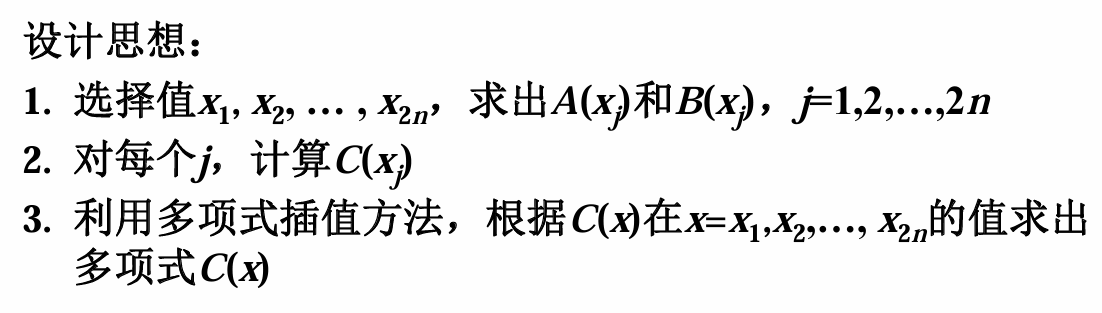 设计思想：
1. 选择值x₁, x₂, … , x₂ₙ，求出A(xⱼ)和B(xⱼ)，j=1,2,…,2n
2. 对每个j，计算C(xⱼ)
3. 利用多项式插值方法，根据C(x)在x=x₁,x₂,…, x₂ₙ的值求出
多项式C(x)